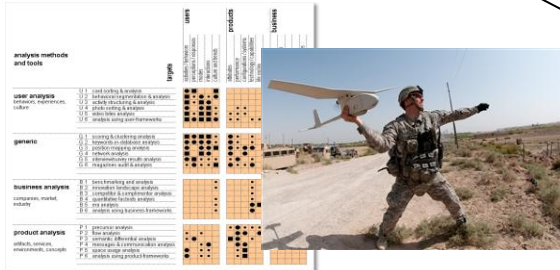 users
products
business
analysis methods
and tools
targets
user analysis
behaviors, experiences,
culture
U 1 card sorting & analysis
U 2 behavioral segmentation & analysis
U 3 activity structuring & analysis
U 4 photo sorting & analysis
U 5 video links analysis
U 6 analysis using user-frameworks
generic
G 1 scoring & clustering analysis
G 2 keywords-in-database analysis
G 3 position mapping analysis
G 4 network analysis
G 5 interview/survey results analysis
G 6 magazines audit & analysis
business analysis
companies, market,
industry
B 1 benchmarking and analysis
B 2 innovation landscape analysis
B 3 competitor & complimentor analysis
B 4 quantitative factoids analysis
B 5 era analysis
B 6 analysis using business frameworks
product analysis
artifacts, services,
environments, concepts
P 1 precursor analysis
P 2 flow analysis
P 3 semantic differential analysis
P 4 messages & communication analysis
P 5 space usage analysis
P 6 analysis using product-frameworks